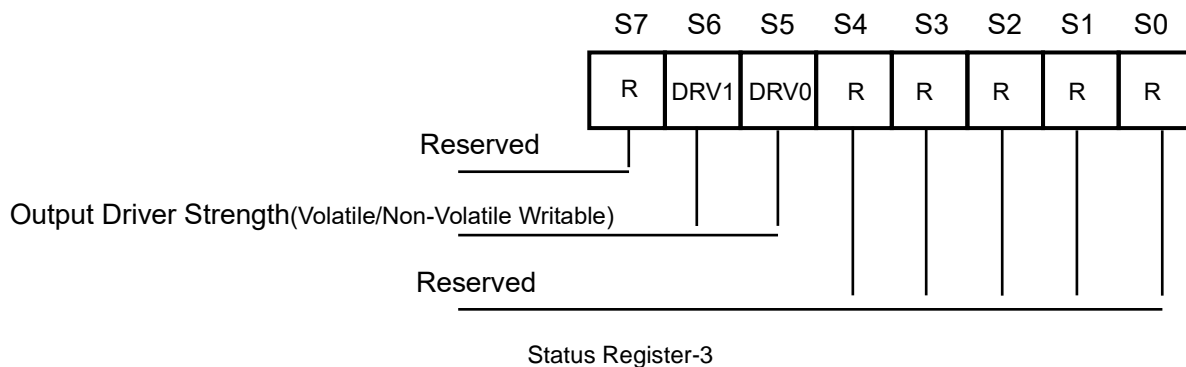 S7 S6 S5 S4 S3 S2 S1 S0
R DRV1 DRV0 R R R R R
Reserved
Output Driver Strength(Volatile/Non-Volatile Writable)
Reserved
Status Register-3